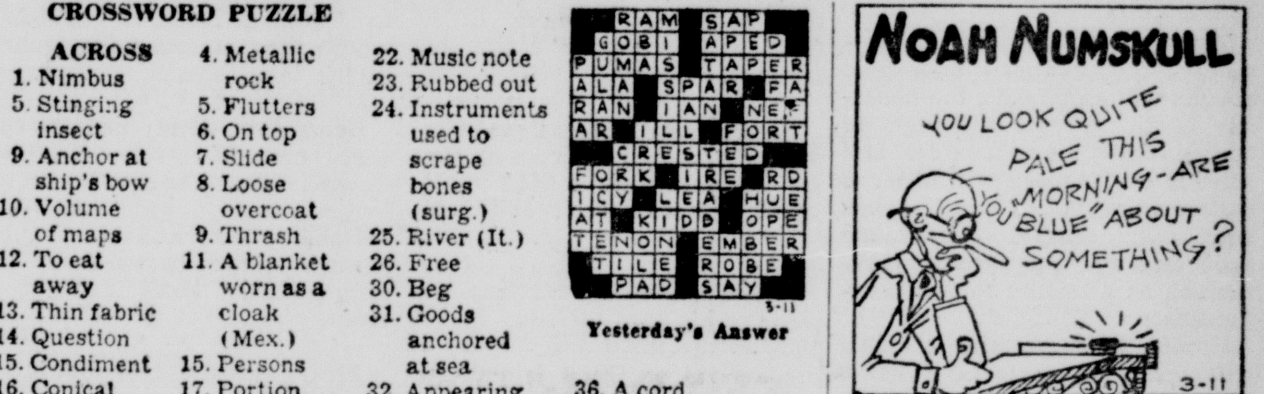 CROSSWORD PUZZLE
ACROSS
1. Nimbus
5. Stinging
insect
9. Anchor at
ship's bow
10. Volume
of maps
12. To eat
away
13. Thin fabric
14. Question
15. Condiment
16. Conical
4. Metallic
rock
5. Flutters
6. On top
7. Slide
8. Loose
overcoat
9. Thrash
11. A blanket
worn as a
cloak
(Mex.)
15. Persons
17. Portion
22. Music note
23. Rubbed out
24. Instruments
used to
scrape
bones
(surg.)
25. River (It.)
26. Free
30. Beg
31. Goods
anchored
at sea
32. Appearing
RAM SAP
GOBI APED
PUMAS TAPER
ALA SPAR FA
RAN IAN NEF
AR ILL FORT
CRESTED
FORK IRE RD
ICY LEA HUE
AT KIDD OPE
TENON EMBER
TILE ROBE
PAD SAY
3-11
Yesterday's Answer
36. A cord
NOAH NUMSKULL
YOU LOOK QUITE
PALE THIS
MORNING - ARE
YOU "BLUE" ABOUT
SOMETHING?
3-11